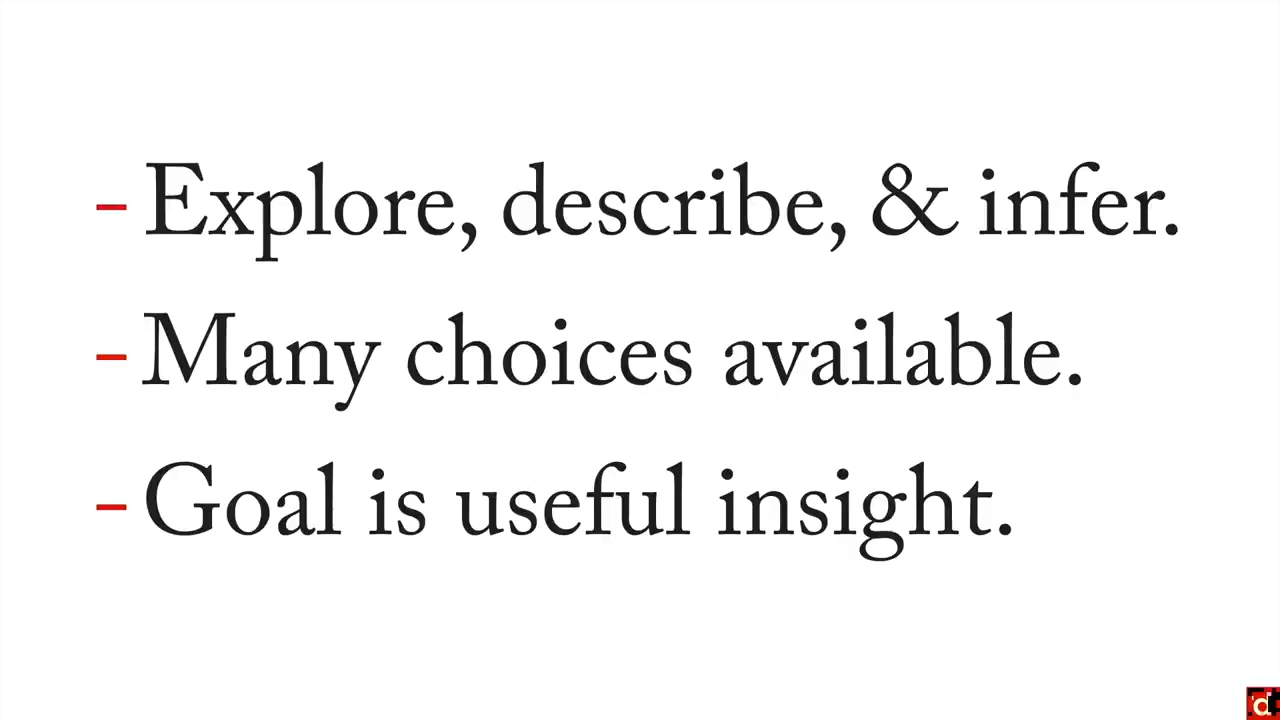 – Explore, describe, & infer.
– Many choices available.
– Goal is useful insight.
d